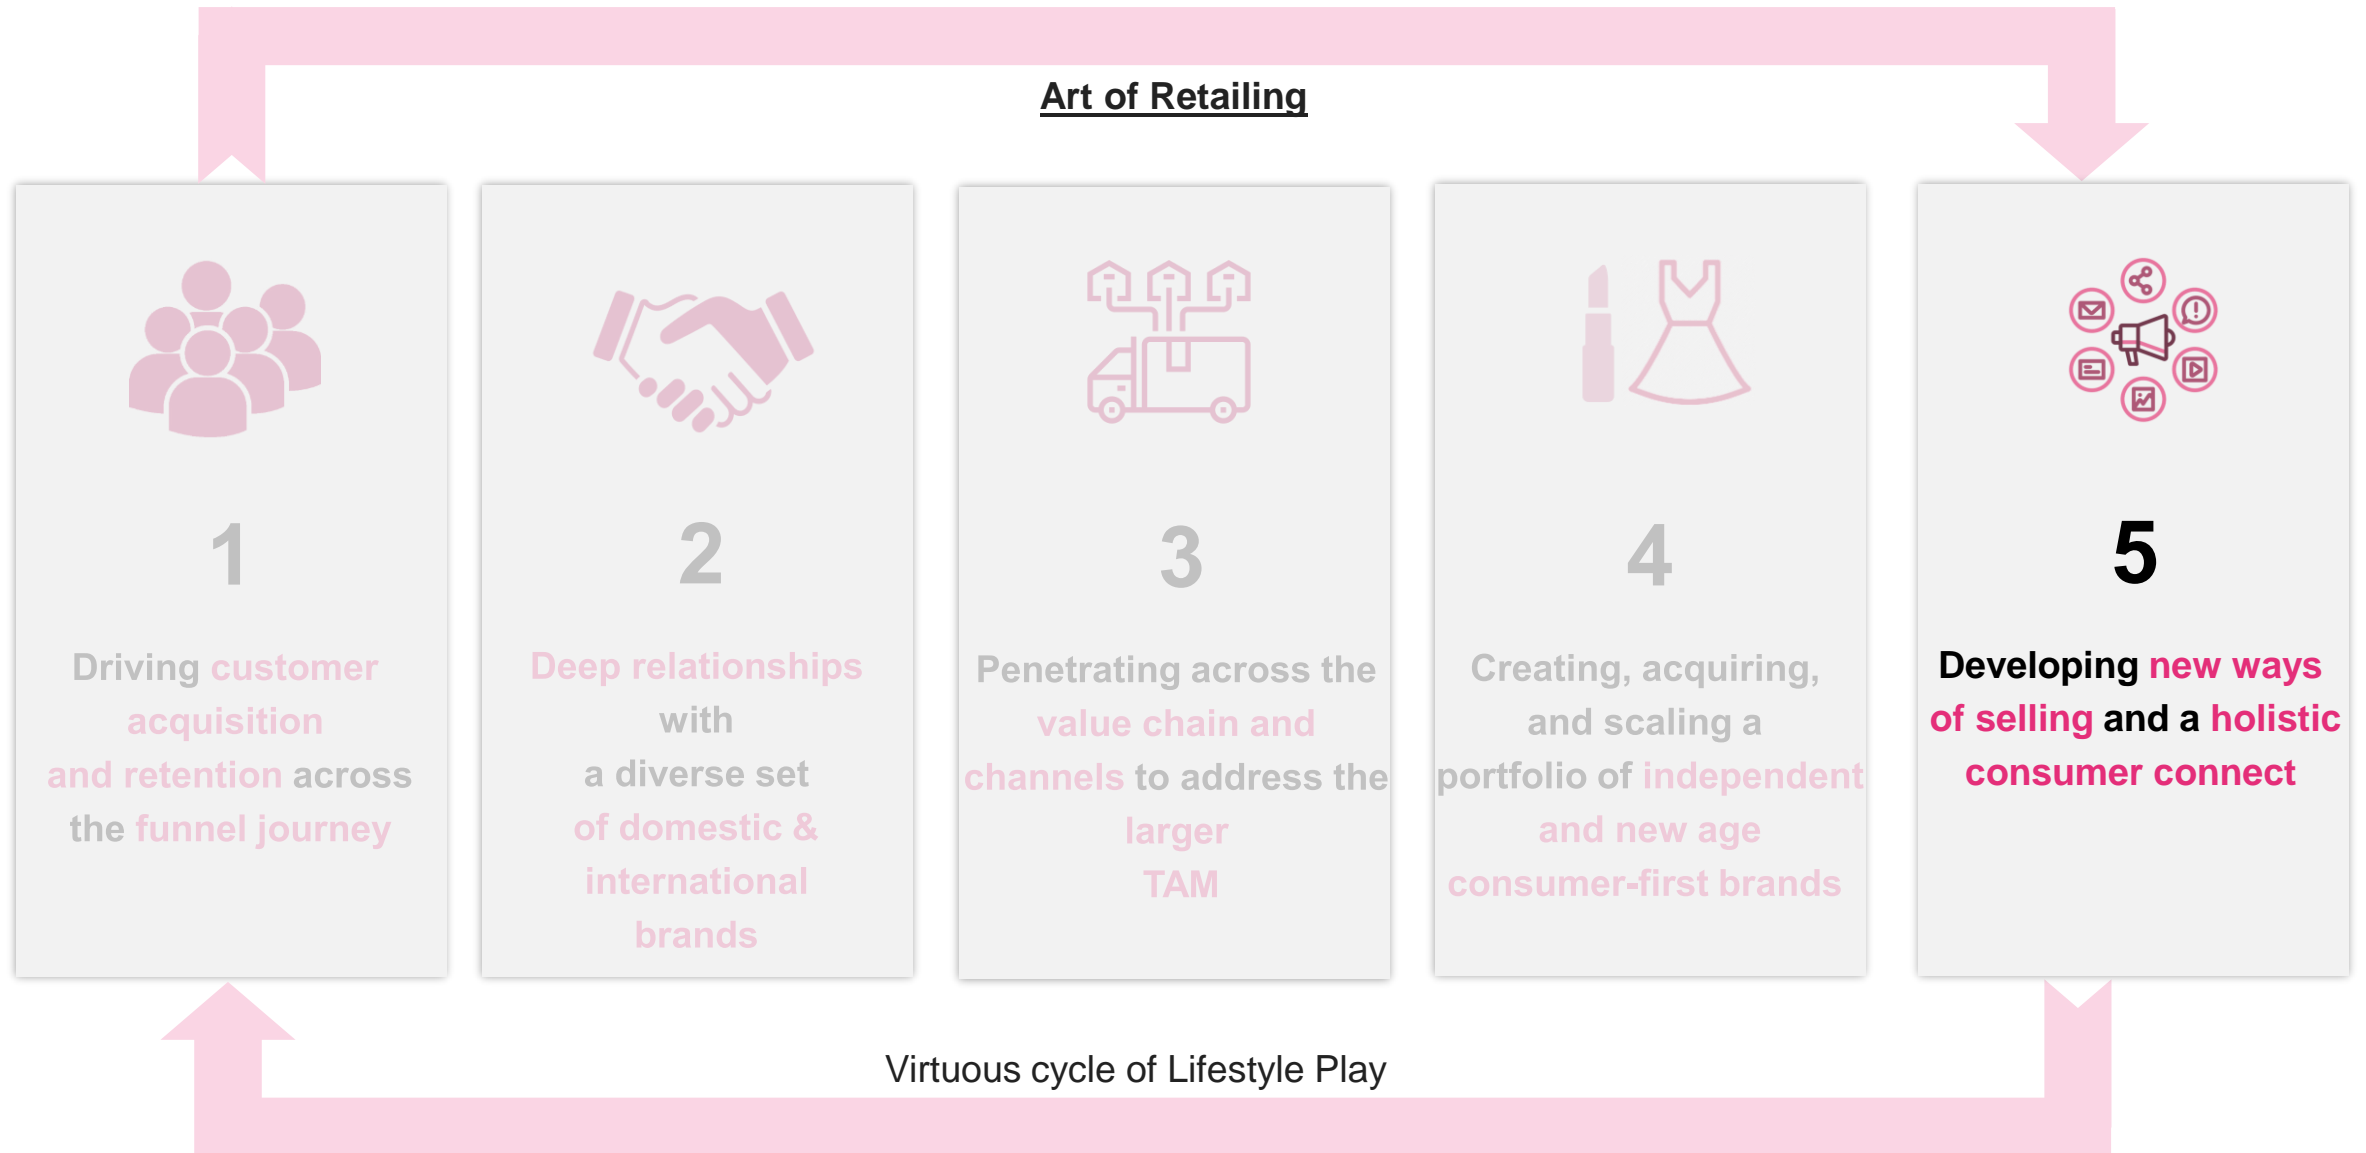 Art of Retailing
1
Driving customer
acquisition
and retention across
the funnel journey
2
Deep relationships
with
a diverse set
of domestic &
international
brands
3
Penetrating across the
value chain and
channels to address the
larger
TAM
4
Creating, acquiring,
and scaling a
portfolio of independent
and new age
consumer-first brands
5
Developing new ways
of selling and a holistic
consumer connect
Virtuous cycle of Lifestyle Play